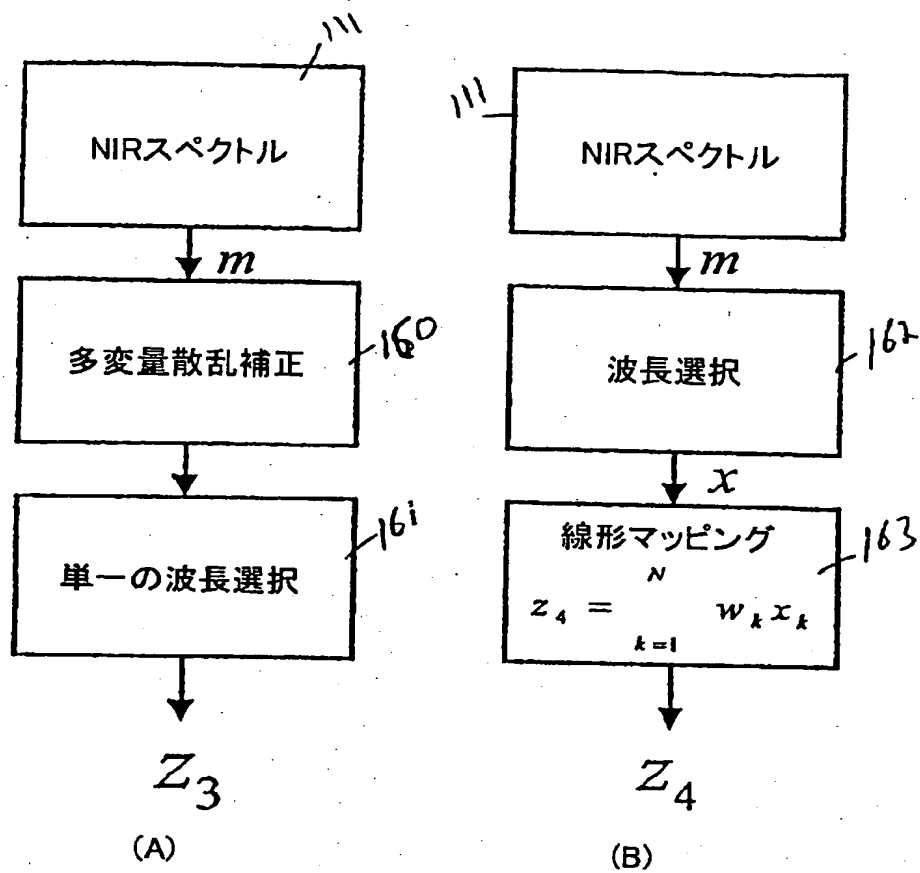 111
NIRスペクトル
m
多変量散乱補正
160
単一の波長選択
161
Z3
(A)
111
NIRスペクトル
m
波長選択
162
x
線形マッピング
163
N
z4 = wk xk
k=1
Z4
(B)